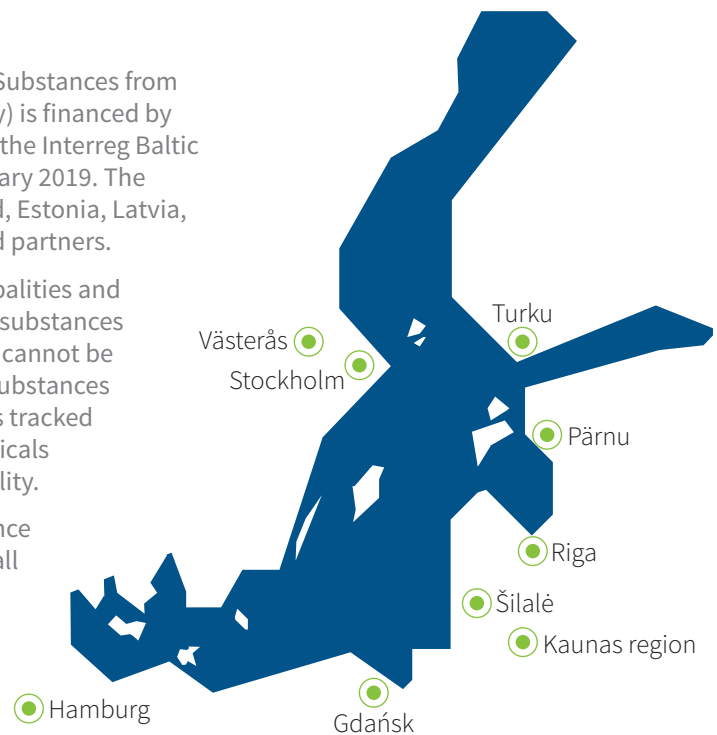 Substances from
) is financed by
the Interreg Baltic
ary 2019. The
, Estonia, Latvia,
d partners.
palities and
substances
cannot be
ubstances
s tracked
icals
lity.
nce
all
Västerås
Stockholm
Turku
Pärnu
Riga
Šilalė
Kaunas region
Hamburg
Gdańsk